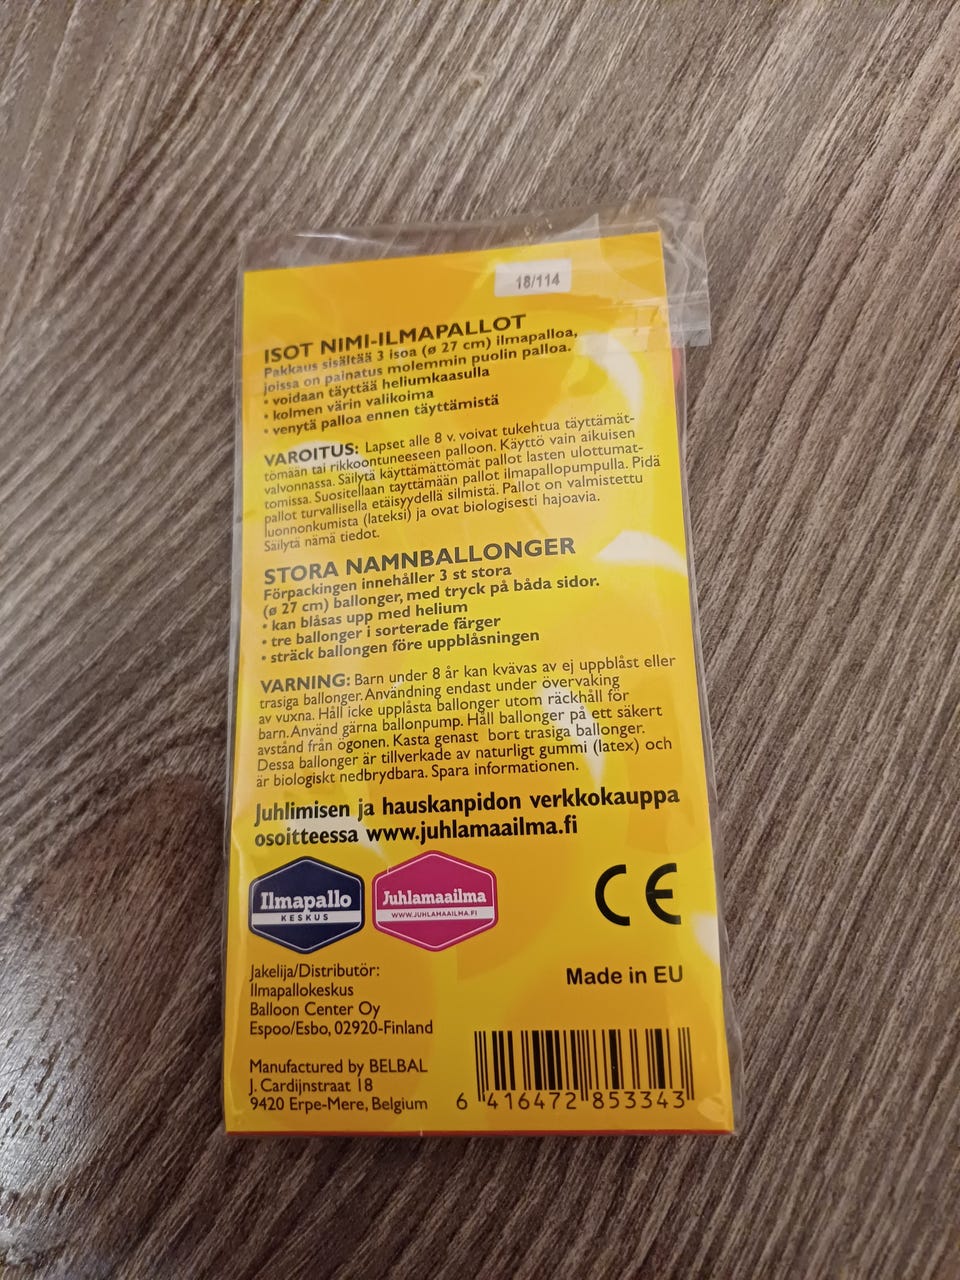 18/114
ISOT NIMI-ILMAPALLOT
Pakkaus sisältää 3 isoa (ø 27 cm) ilmapalloa,
joissa on painatus molemmin puolin palloa.
• voidaan täyttää heliumkaasulla
• kolmen värin valikoima
• venytä palloa ennen täyttämistä
VAROITUS: Lapset alle 8 v. voivat tukehtua täyttämät-
tömään tai rikkoontuneeseen palloon. Käyttö vain aikuisen
valvonnassa. Säilytä käyttämättömät pallot lasten ulottumat-
tomissa. Suositellaan täyttämään pallot ilmapallopumpulla. Pidä
pallot turvallisella etäisyydellä silmistä. Pallot on valmistettu
luonnonkumista (lateksi) ja ovat biologisesti hajoavia.
Säilytä nämä tiedot.
STORA NAMNBALLONGER
Förpackingen innehåller 3 st stora
(ø 27 cm) ballonger, med tryck på båda sidor.
• kan blåsas upp med helium
• tre ballonger i sorterade färger
• sträck ballongen före uppblåsningen
VARNING: Barn under 8 år kan kvävas av ej uppblåst eller
trasiga ballonger. Användning endast under övervaking
av vuxna. Håll icke upplåsta ballonger utom räckhåll för
barn. Använd gärna ballonpump. Håll ballonger på ett säkert
avstånd från ögonen. Kasta genast bort trasiga ballonger.
Dessa ballonger är tillverkade av naturligt gummi (latex) och
är biologiskt nedbrydbara. Spara informationen.
Juhlimisen ja hauskanpidon verkkokauppa
osoitteessa www.juhlamaailma.fi
Ilmapallo
KESKUS
Juhlamaailma
WWW.JUHLAMAAILMA.FI
CE
Jakelija/Distributör:
Ilmapallokeskus
Balloon Center Oy
Espoo/Esbo, 02920-Finland
Made in EU
Manufactured by BELBAL
J. Cardijnstraat 18
9420 Erpe-Mere, Belgium
6 416472 853343